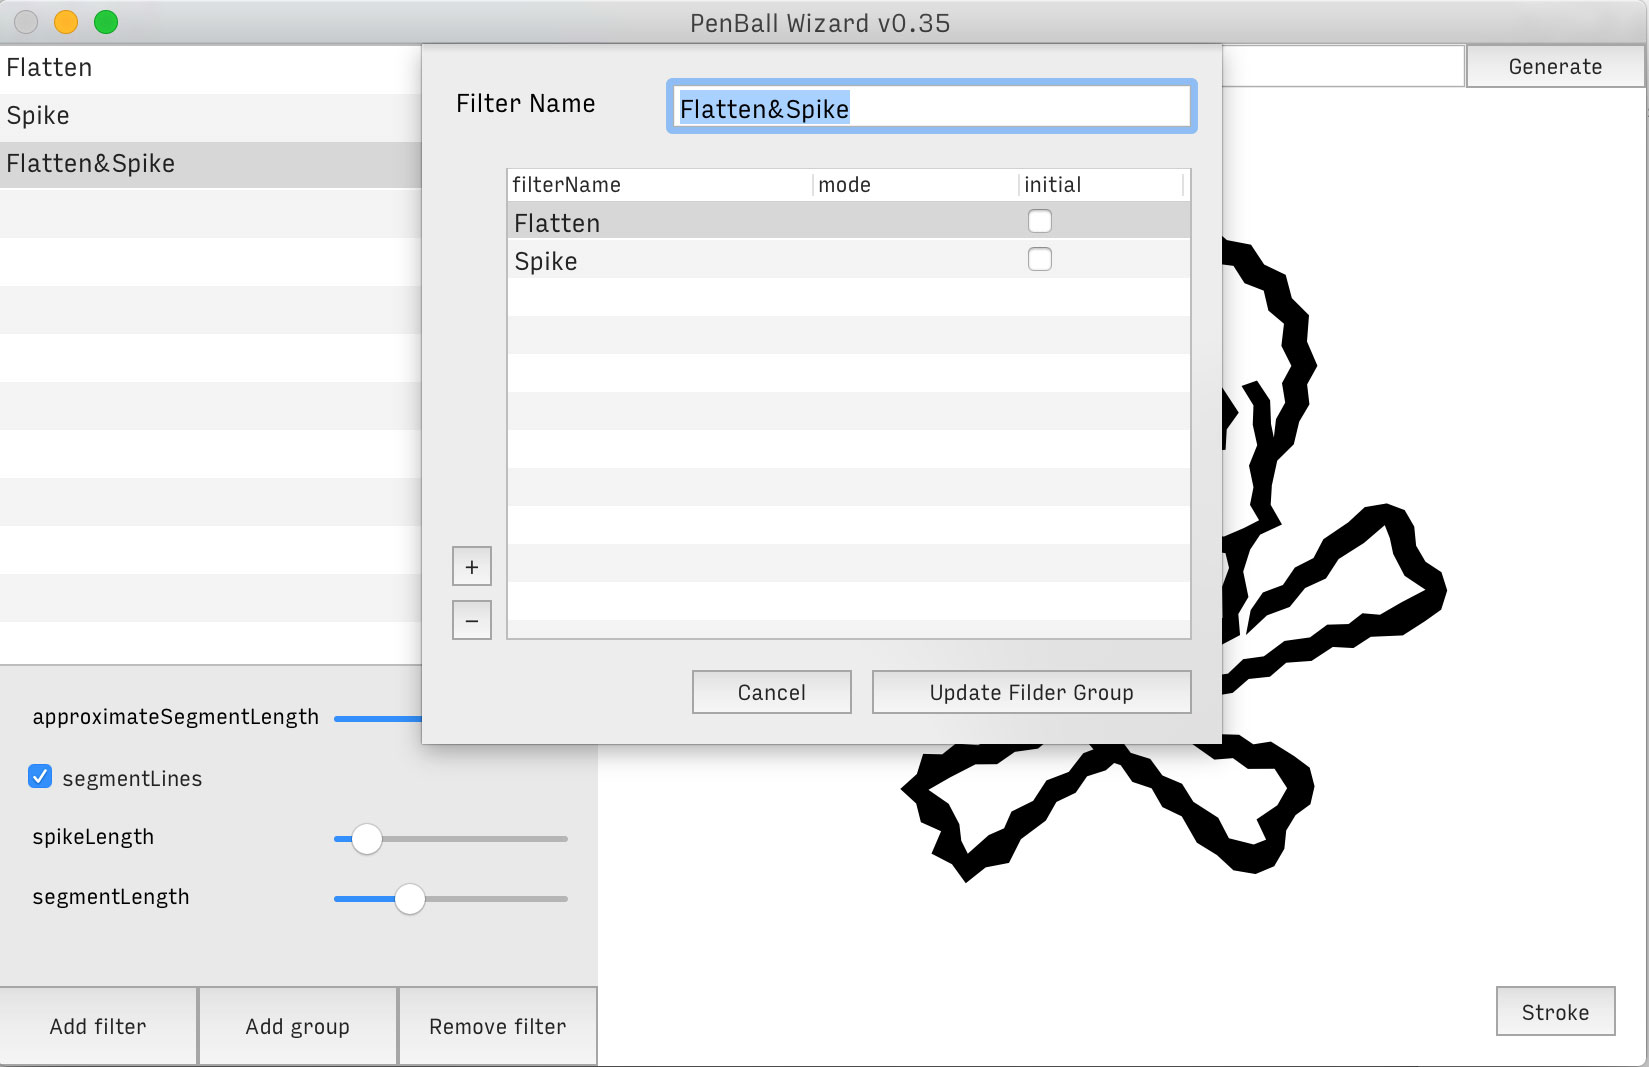 PenBall Wizard v0.35
Flatten
Spike
Flatten&Spike
Generate
Filter Name
Flatten&Spike
filterName mode initial
Flatten
Spike
+
−
Cancel
Update Filder Group
approximateSegmentLength
segmentLines
spikeLength
segmentLength
Add filter
Add group
Remove filter
Stroke